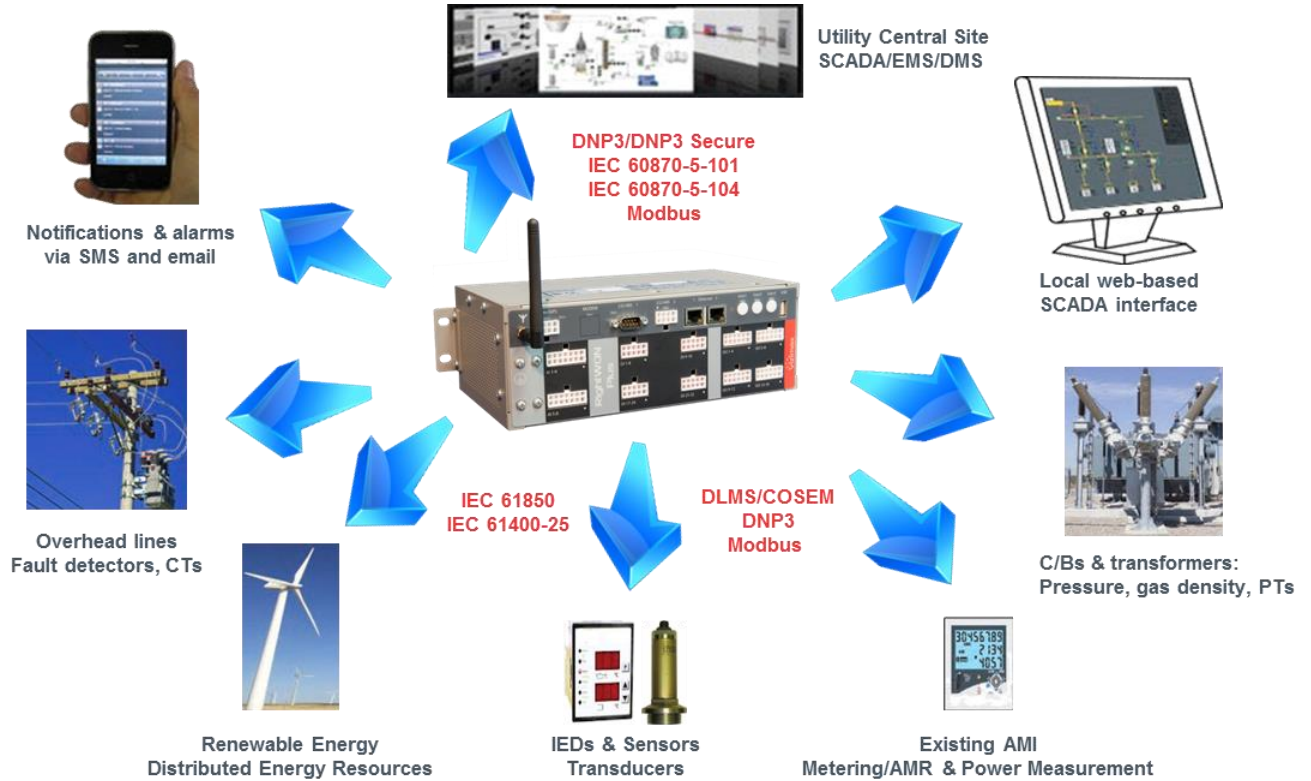 Utility Central Site
SCADA/EMS/DMS
DNP3/DNP3 Secure
IEC 60870-5-101
IEC 60870-5-104
Modbus
Notifications & alarms
via SMS and email
Local web-based
SCADA interface
RightWON
Plus
Overhead lines
Fault detectors, CTs
IEC 61850
IEC 61400-25
DLMS/COSEM
DNP3
Modbus
C/Bs & transformers:
Pressure, gas density, PTs
Renewable Energy
Distributed Energy Resources
IEDs & Sensors
Transducers
Existing AMI
Metering/AMR & Power Measurement